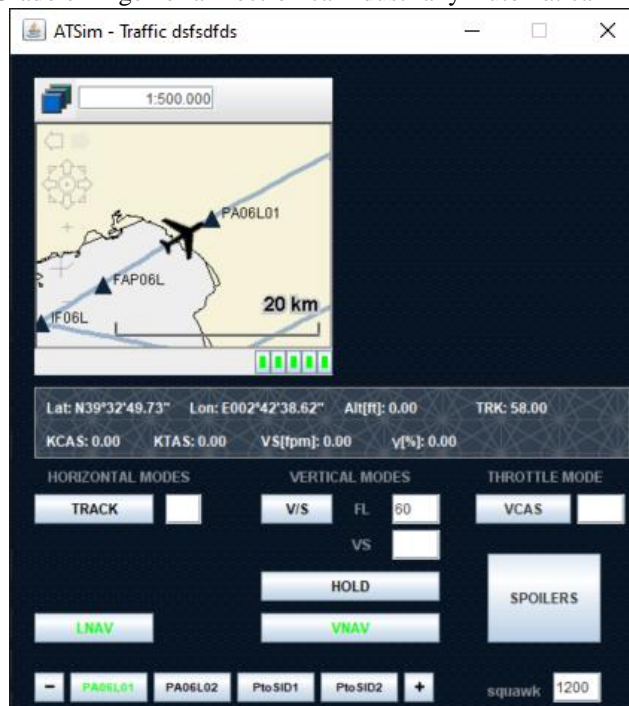 ATSim - Traffic dsfsdfds
1:500.000
PA06L01
FAP06L
IF06L
20 km
Lat: N39°32'49.73" Lon: E002°42'38.62" Alt[ft]: 0.00 TRK: 58.00
KCAS: 0.00 KTAS: 0.00 VS[fpm]: 0.00 γ[%]: 0.00
HORIZONTAL MODES VERTICAL MODES THROTTLE MODE
TRACK V/S FL 60 VCAS
VS
HOLD
SPOILERS
LNAV VNAV
- PA06L01 PA06L02 PtoSID1 PtoSID2 + squawk 1200